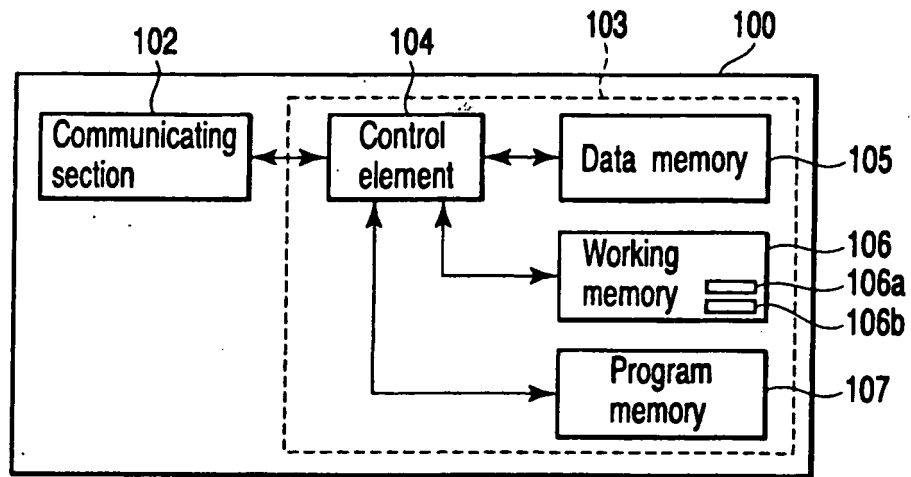 102
104
103
100
Communicating
section
Control
element
Data memory
105
Working
memory
106
106a
106b
Program
memory
107